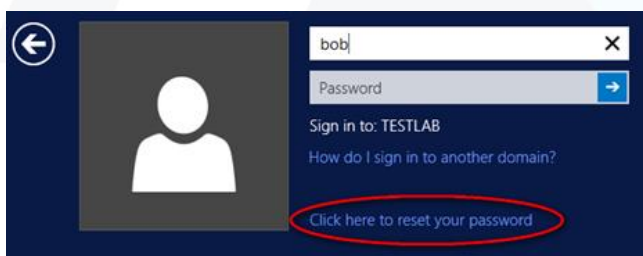 bob
Password
Sign in to: TESTLAB
How do I sign in to another domain?
Click here to reset your password